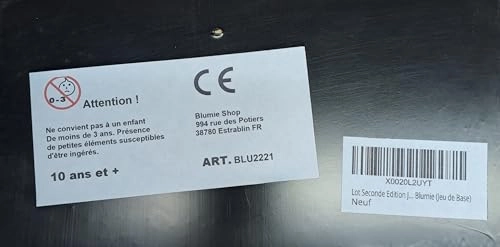 0-3
Attention !
Ne convient pas à un enfant
De moins de 3 ans. Présence
de petites éléments susceptibles
d'être ingérés.
10 ans et +
CE
Blumie Shop
994 rue des Potiers
38780 Estrablin FR
ART. BLU2221
X0020L2UYT
Lot Seconde Edition J... Blumie (Jeu de Base)
Neuf